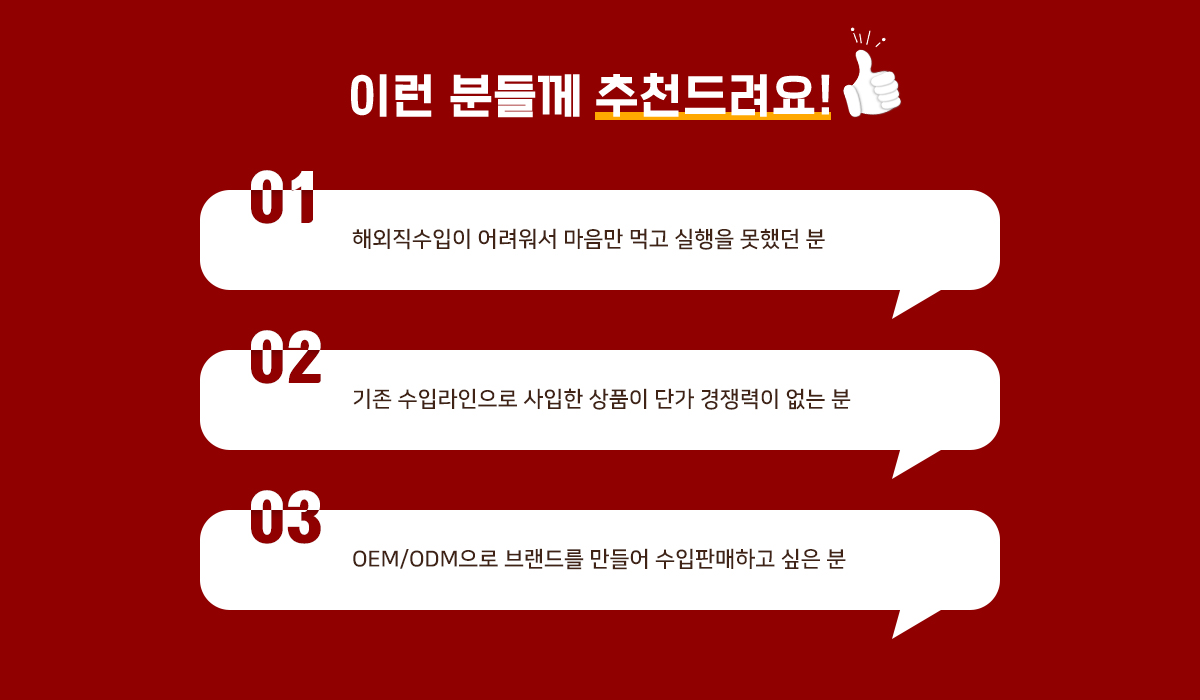 이런 분들께 추천드려요!
01
해외직수입이 어려워서 마음만 먹고 실행을 못했던 분
02
기존 수입라인으로 사입한 상품이 단가 경쟁력이 없는 분
03
OEM/ODM으로 브랜드를 만들어 수입판매하고 싶은 분